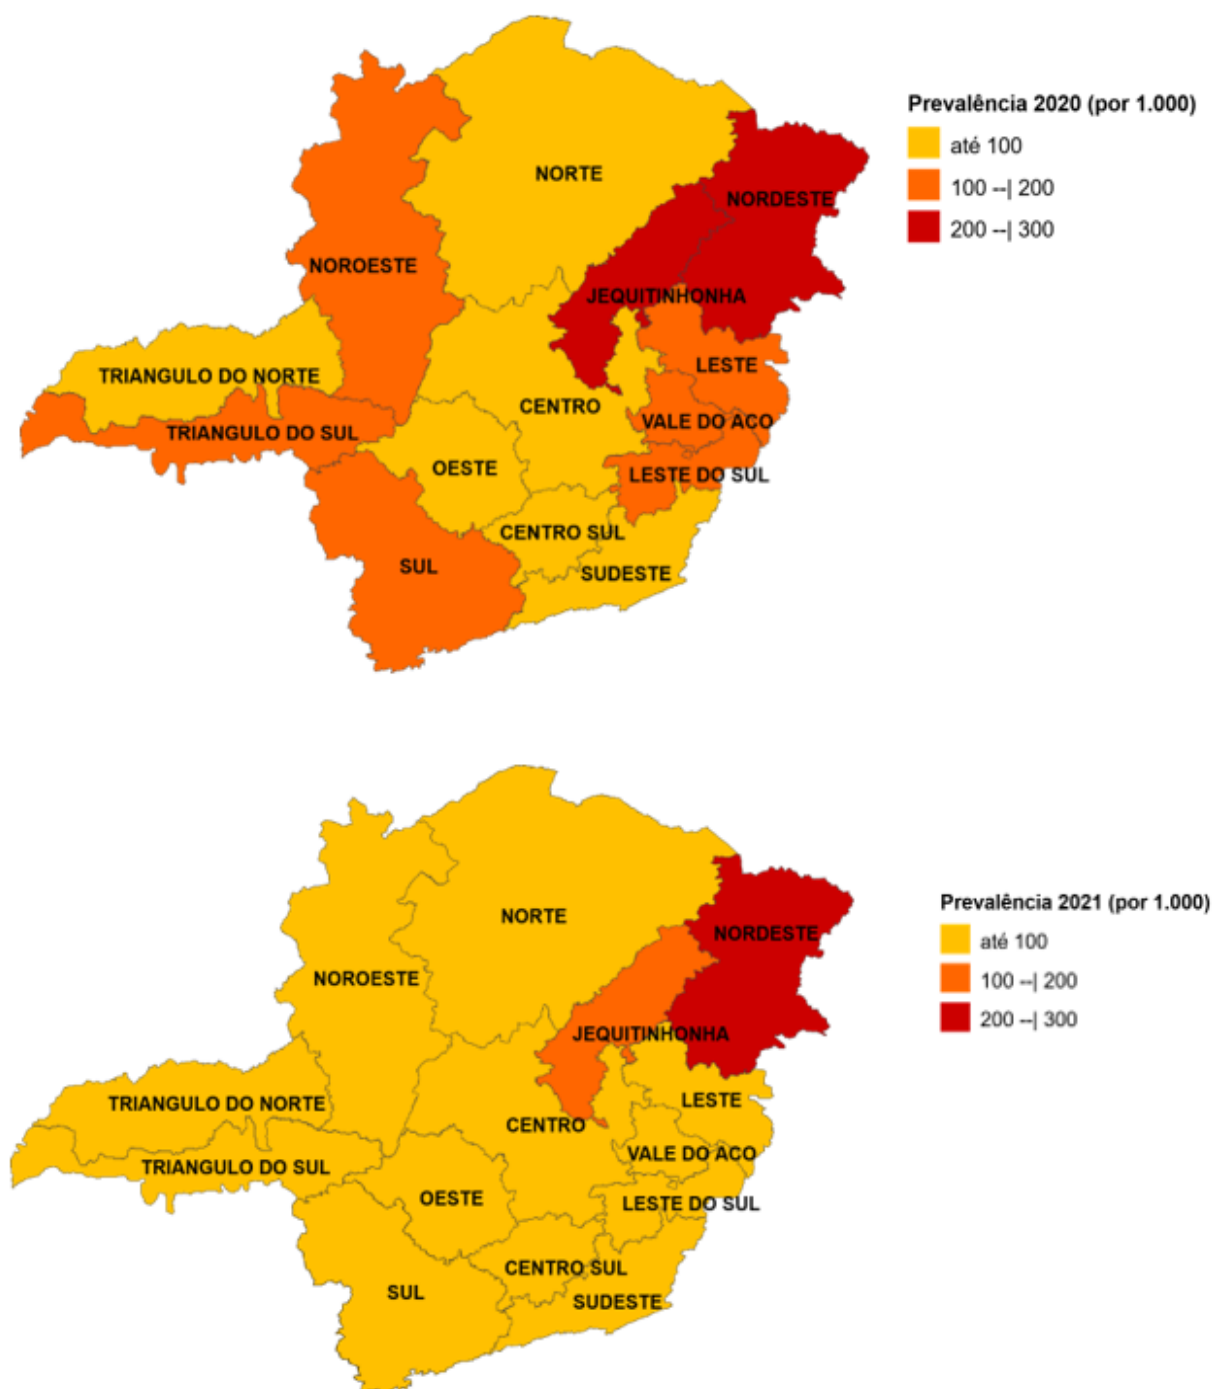 Prevalência 2020 (por 1.000)
até 100
100 --| 200
200 --| 300
NORTE
NORDESTE
NOROESTE
JEQUITINHONHA
LESTE
TRIANGULO DO NORTE
CENTRO
VALE DO ACO
TRIANGULO DO SUL
OESTE
LESTE DO SUL
CENTRO SUL
SUL
SUDESTE
Prevalência 2021 (por 1.000)
até 100
100 --| 200
200 --| 300
NORTE
NORDESTE
NOROESTE
JEQUITINHONHA
LESTE
TRIANGULO DO NORTE
CENTRO
VALE DO ACO
TRIANGULO DO SUL
OESTE
LESTE DO SUL
CENTRO SUL
SUL
SUDESTE